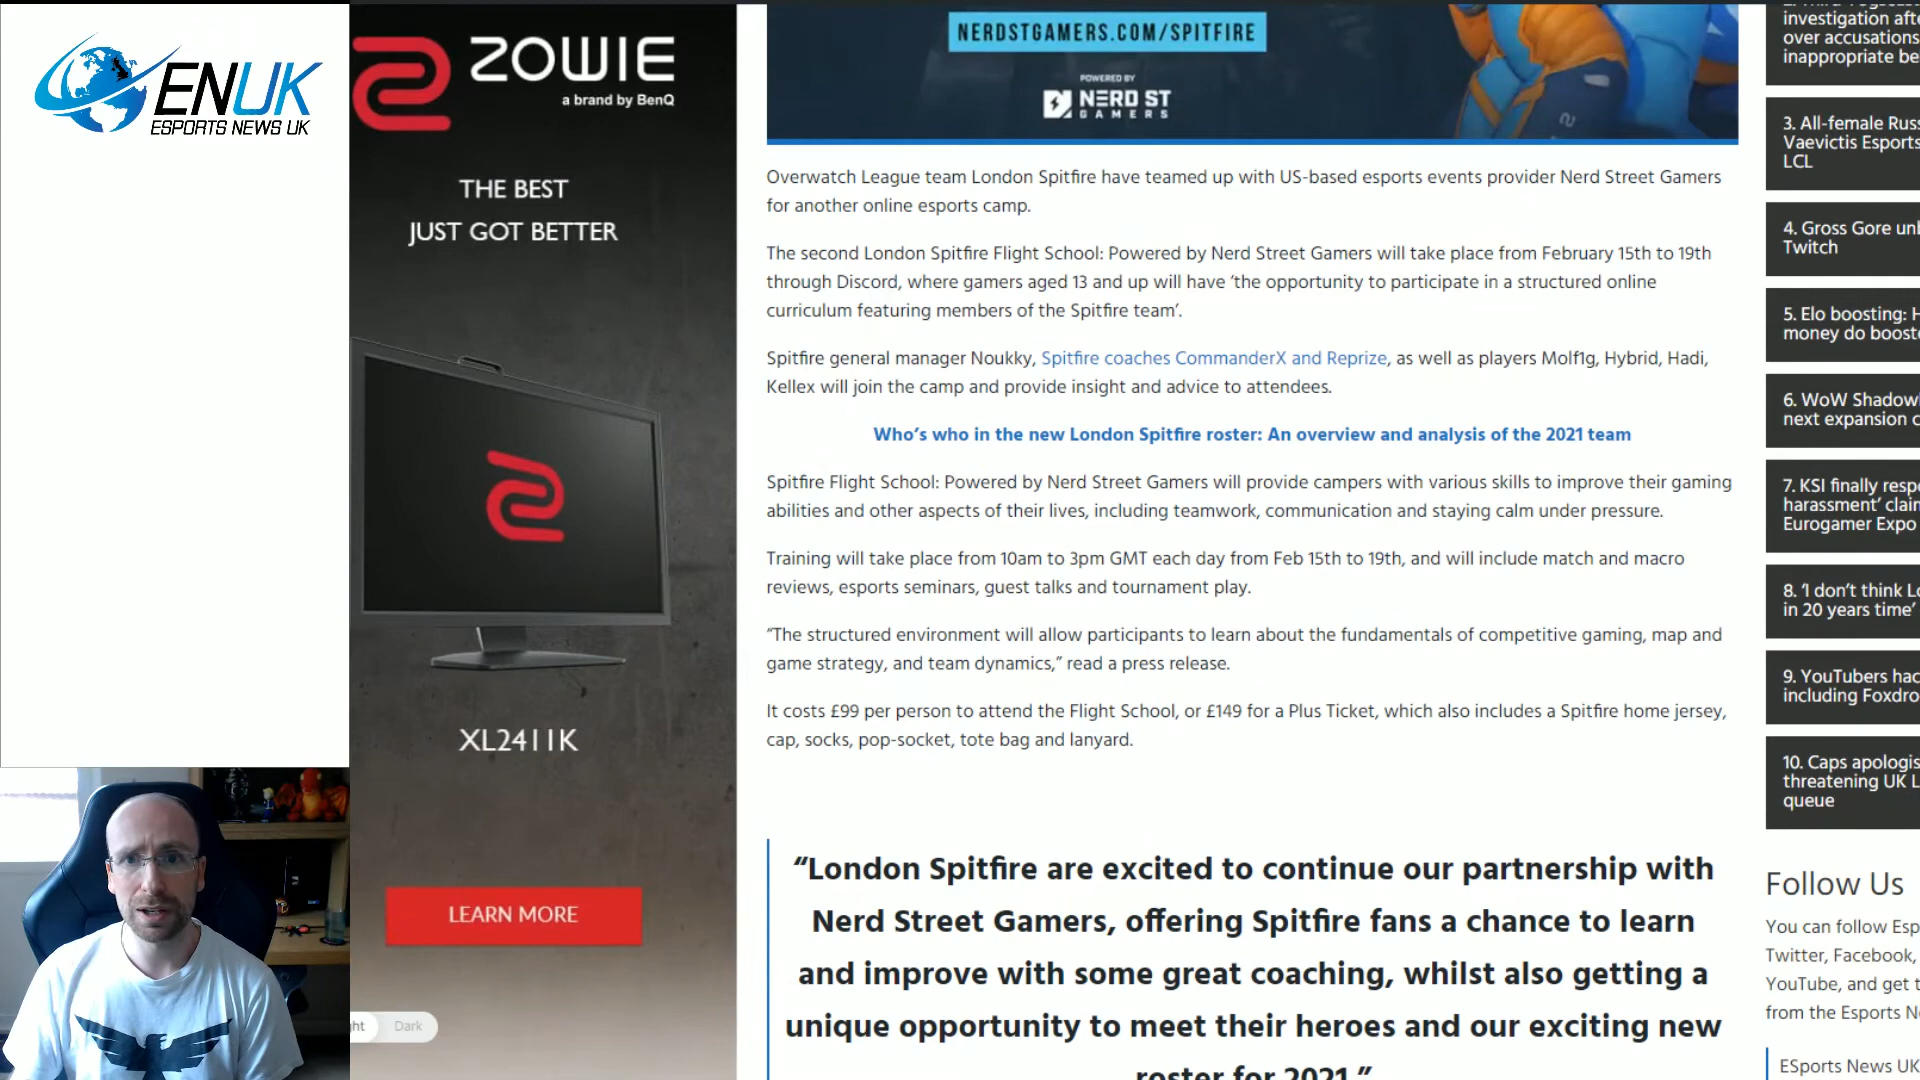 ENUK
ESPORTS NEWS UK
ZOWIE
a brand by BenQ
THE BEST
JUST GOT BETTER
XL2411K
LEARN MORE
ht
Dark
NERDSTGAMERS.COM/SPITFIRE
POWERED BY
NERD ST
GAMERS
Overwatch League team London Spitfire have teamed up with US-based esports events provider Nerd Street Gamers
for another online esports camp.
The second London Spitfire Flight School: Powered by Nerd Street Gamers will take place from February 15th to 19th
through Discord, where gamers aged 13 and up will have ‘the opportunity to participate in a structured online
curriculum featuring members of the Spitfire team’.
Spitfire general manager Noukky, Spitfire coaches CommanderX and Reprize, as well as players Molf1g, Hybrid, Hadi,
Kellex will join the camp and provide insight and advice to attendees.
Who’s who in the new London Spitfire roster: An overview and analysis of the 2021 team
Spitfire Flight School: Powered by Nerd Street Gamers will provide campers with various skills to improve their gaming
abilities and other aspects of their lives, including teamwork, communication and staying calm under pressure.
Training will take place from 10am to 3pm GMT each day from Feb 15th to 19th, and will include match and macro
reviews, esports seminars, guest talks and tournament play.
“The structured environment will allow participants to learn about the fundamentals of competitive gaming, map and
game strategy, and team dynamics,” read a press release.
It costs £99 per person to attend the Flight School, or £149 for a Plus Ticket, which also includes a Spitfire home jersey,
cap, socks, pop-socket, tote bag and lanyard.
“London Spitfire are excited to continue our partnership with
Nerd Street Gamers, offering Spitfire fans a chance to learn
and improve with some great coaching, whilst also getting a
unique opportunity to meet their heroes and our exciting new
roster for 2021.”
investigation afte
over accusations
inappropriate be
3. All-female Russ
Vaevictis Esports
LCL
4. Gross Gore unb
Twitch
5. Elo boosting: H
money do booste
6. WoW Shadowl
next expansion c
7. KSI finally resp
harassment’ clain
Eurogamer Expo
8. ‘I don’t think Lo
in 20 years time’
9. YouTubers hac
including Foxdro
10. Caps apologis
threatening UK L
queue
Follow Us
You can follow Esp
Twitter, Facebook,
YouTube, and get t
from the Esports N
ESports News UK